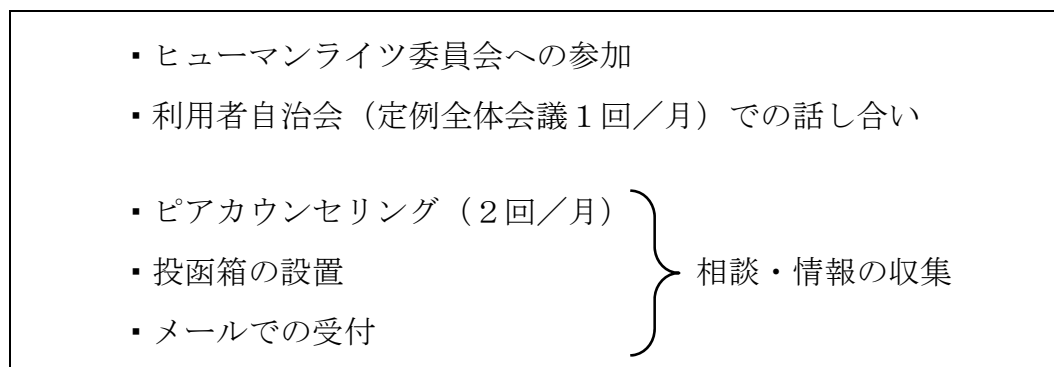 ▪ヒューマンライツ委員会への参加
▪利用者自治会（定例全体会議１回／月）での話し合い
▪ピアカウンセリング（２回／月）
▪投函箱の設置
相談・情報の収集
▪メールでの受付